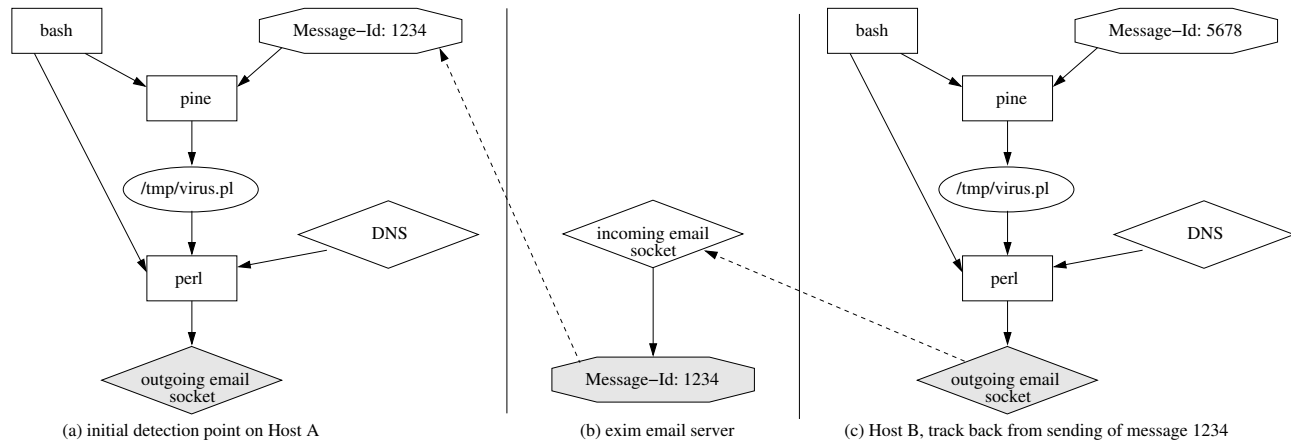 bash
Message−Id: 1234
pine
/tmp/virus.pl
DNS
perl
outgoing email
socket
(a) initial detection point on Host A
incoming email
socket
Message−Id: 1234
(b) exim email server
bash
Message−Id: 5678
pine
/tmp/virus.pl
DNS
perl
outgoing email
socket
(c) Host B, track back from sending of message 1234